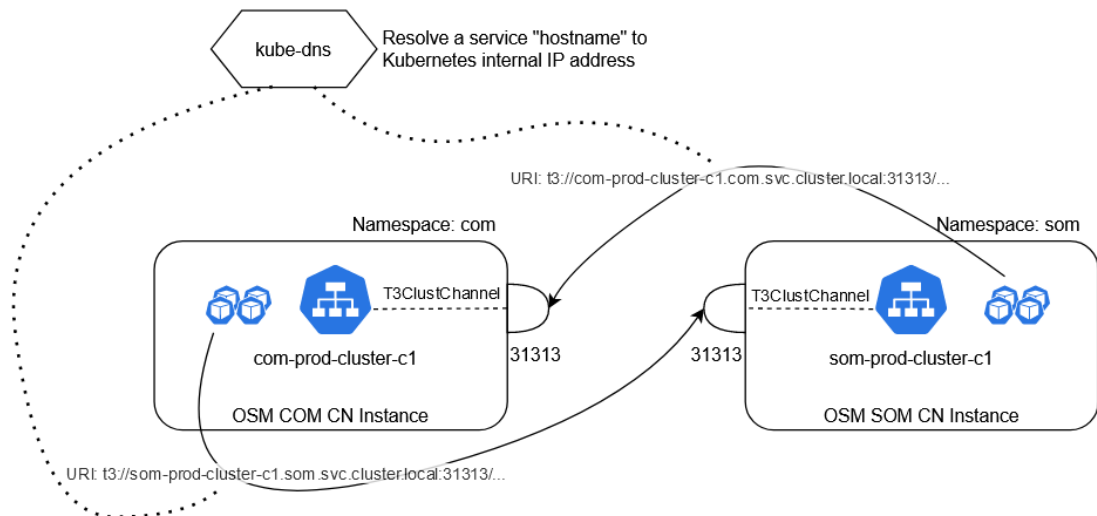 kube-dns
Resolve a service "hostname" to
Kubernetes internal IP address
URI: t3://com-prod-cluster-c1.com.svc.cluster.local:31313/...
Namespace: com
Namespace: som
T3ClustChannel
T3ClustChannel
31313
31313
com-prod-cluster-c1
som-prod-cluster-c1
OSM COM CN Instance
OSM SOM CN Instance
URI: t3://som-prod-cluster-c1.som.svc.cluster.local:31313/...